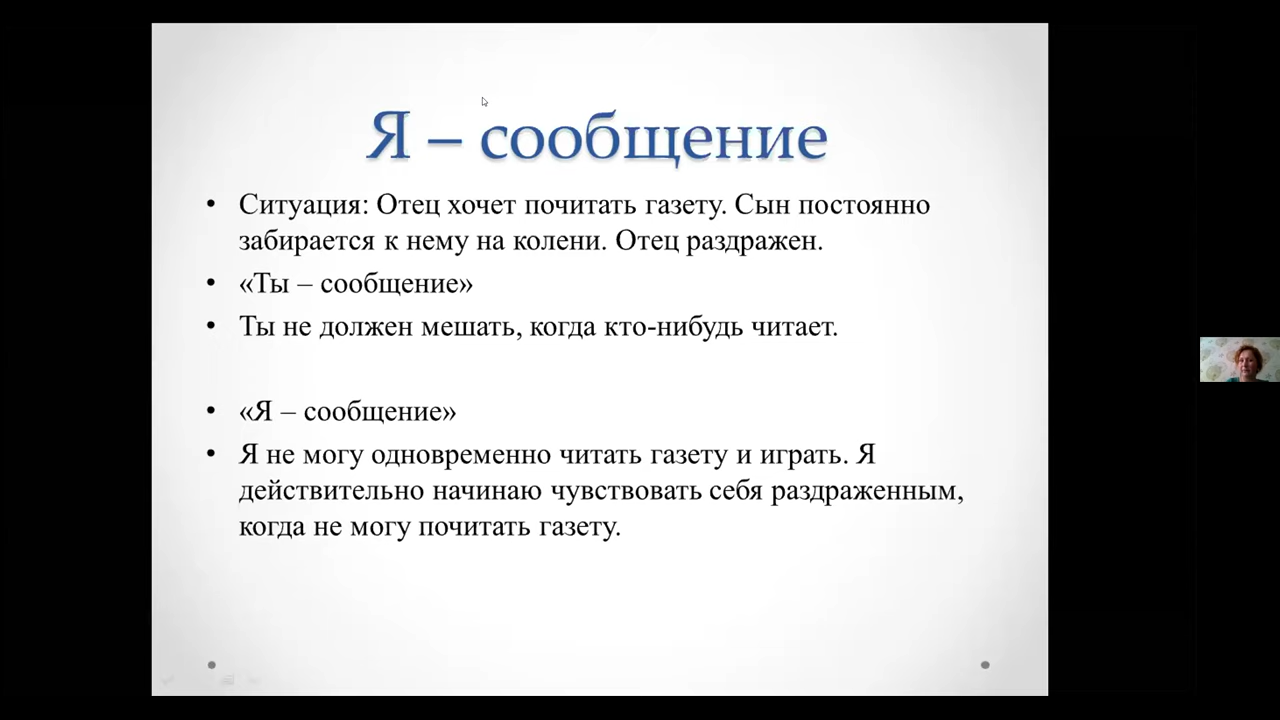 Я – сообщение
• Ситуация: Отец хочет почитать газету. Сын постоянно
забирается к нему на колени. Отец раздражен.
• «Ты – сообщение»
• Ты не должен мешать, когда кто-нибудь читает.
• «Я – сообщение»
• Я не могу одновременно читать газету и играть. Я
действительно начинаю чувствовать себя раздраженным,
когда не могу почитать газету.